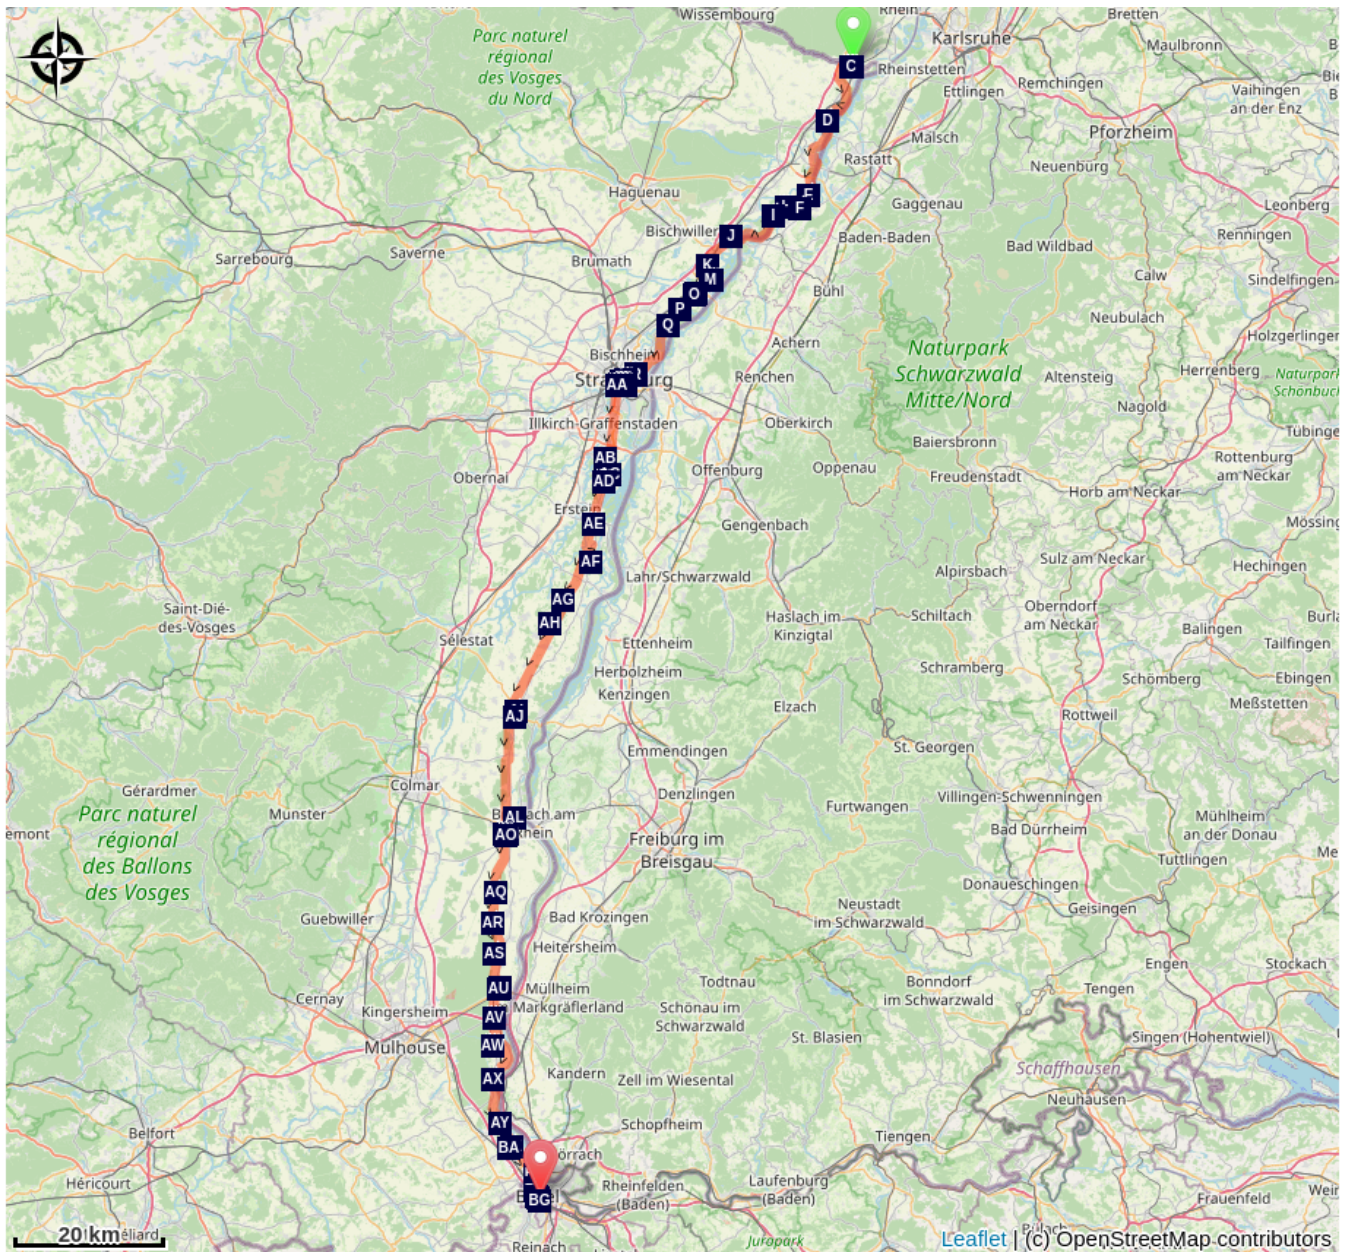 Wissembourg
Rhein
Bretten
Karlsruhe
Parc naturel
régional
des Vosges
du Nord
C
Rheinstetten
Maulbronn
Remchingen
Ettlingen
Vaihingen
an der Enz
D
Malsch
Pforzheim
Rastatt
Neuenburg
Haguenau
E
F
I
Gaggenau
Leonberg
Bischwiller
J
Baden-Baden
Bad Wildbad
Renningen
Saverne
Sarrebourg
Brumath
K
M
Calw
Sindelfingen
O
P
Bühl
Q
Neubulach
Holzgerlingen
Bischheim
Achern
Naturpark
Schwarzwald
Mitte/Nord
R
AA
Renchen
Altensteig
Herrenberg
Naturpark
Schönbuch
Nagold
Illkirch-Graffenstaden
Oberkirch
Baiersbronn
Tübinge
AB
Obernai
AD
Offenburg
Oppenau
Freudenstadt
Rottenburg
am Neckar
Horb am Neckar
Erstein
AE
Gengenbach
Mössing
AF
Sulz am Neckar
Hechingen
Lahr/Schwarzwald
Alpirsbach
AG
Saint-Dié-
des-Vosges
AH
Haslach im
Kinzigtal
Schiltach
Oberndorf
am Neckar
Burla
Balingen
Sélestat
Ettenheim
Tailfingen
Herbolzheim
Schramberg
Schömberg
Ebingen
Kenzingen
AJ
Elzach
Rottweil
Meßstetten
Emmendingen
St. Georgen
Gérardmer
Colmar
Denzlingen
Villingen-Schwenningen
Furtwangen
Parc naturel
régional
des Ballons
des Vosges
Munster
AL
AO
Freiburg im
Breisgau
Bad Dürrheim
Mühlheim
an der Donau
Tuttlingen
AQ
Donaueschingen
Geisingen
Guebwiller
AR
Bad Krozingen
Neustadt
im Schwarzwald
AS
Heitersheim
Engen
Stockach
Cernay
AU
Müllheim
Markgräflerland
Todtnau
Bonndorf
im Schwarzwald
Tengen
Kingersheim
AV
Schönau im
Schwarzwald
Mulhouse
AW
St. Blasien
Singen (Hohentwiel)
AX
Kandern
Zell im Wiesental
Schaffhausen
Neuhausen
Belfort
AY
Schopfheim
Tiengen
BA
Héricourt
Rheinfelden
(Baden)
Laufenburg
(Baden)
Frauenfeld
BG
20 km
Reinach
Jurapark
Leaflet | (c) OpenStreetMap contributors